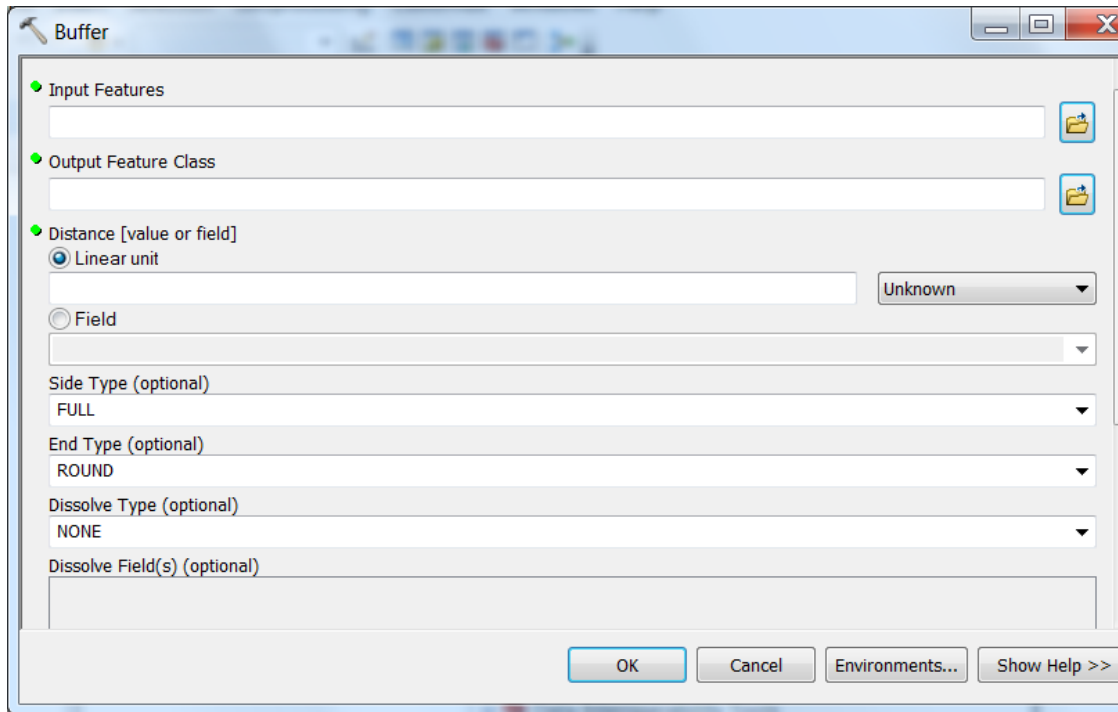 Buffer
Input Features
Output Feature Class
Distance [value or field]
Linear unit
Unknown
Field
Side Type (optional)
FULL
End Type (optional)
ROUND
Dissolve Type (optional)
NONE
Dissolve Field(s) (optional)
OK Cancel Environments... Show Help >>